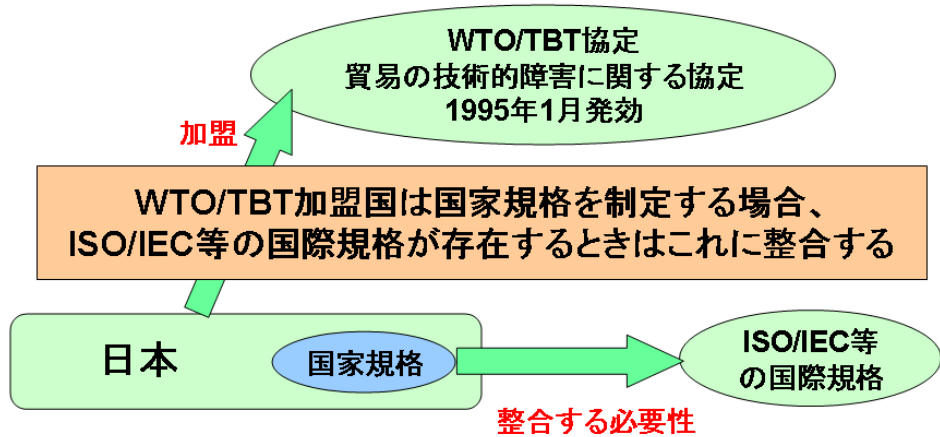 WTO/TBT協定
貿易の技術的障害に関する協定
1995年1月発効
加盟
WTO/TBT加盟国は国家規格を制定する場合、
ISO/IEC等の国際規格が存在するときはこれに整合する
日本
国家規格
ISO/IEC等
の国際規格
整合する必要性